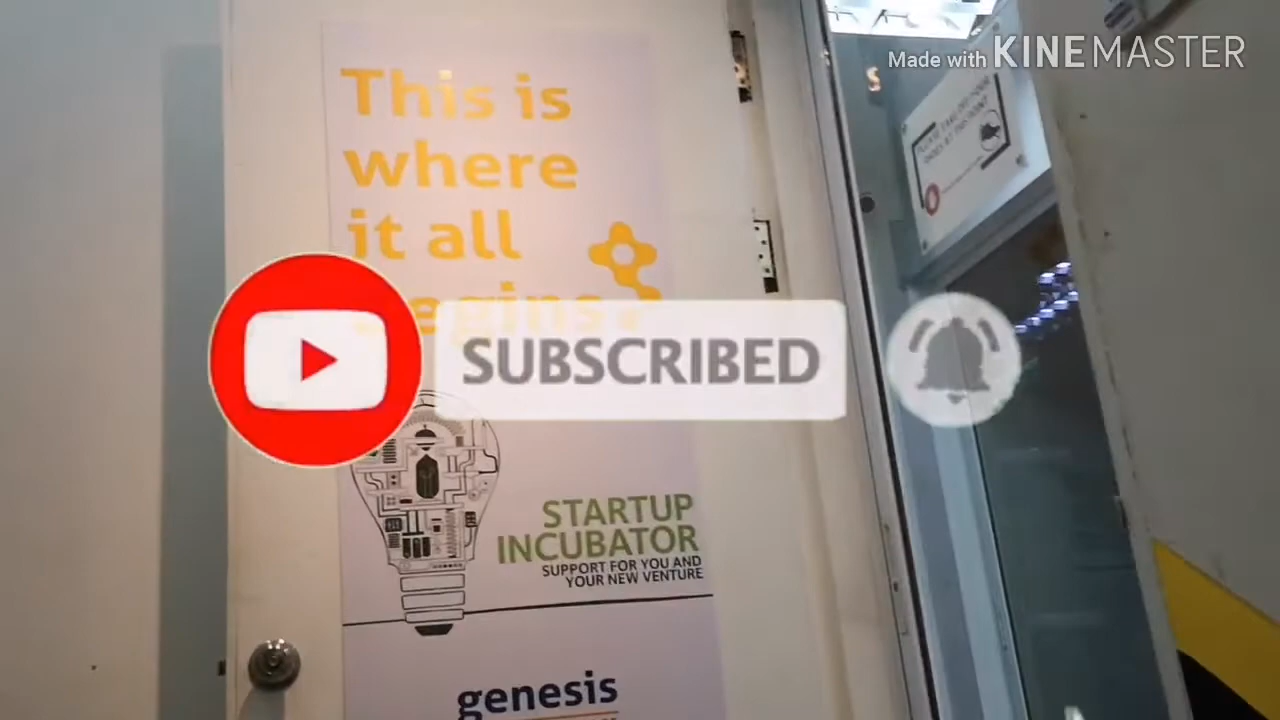 Made with KINEMASTER
This is
where
it all
begins?
SUBSCRIBED
STARTUP
INCUBATOR
SUPPORT FOR YOU AND
YOUR NEW VENTURE
genesis